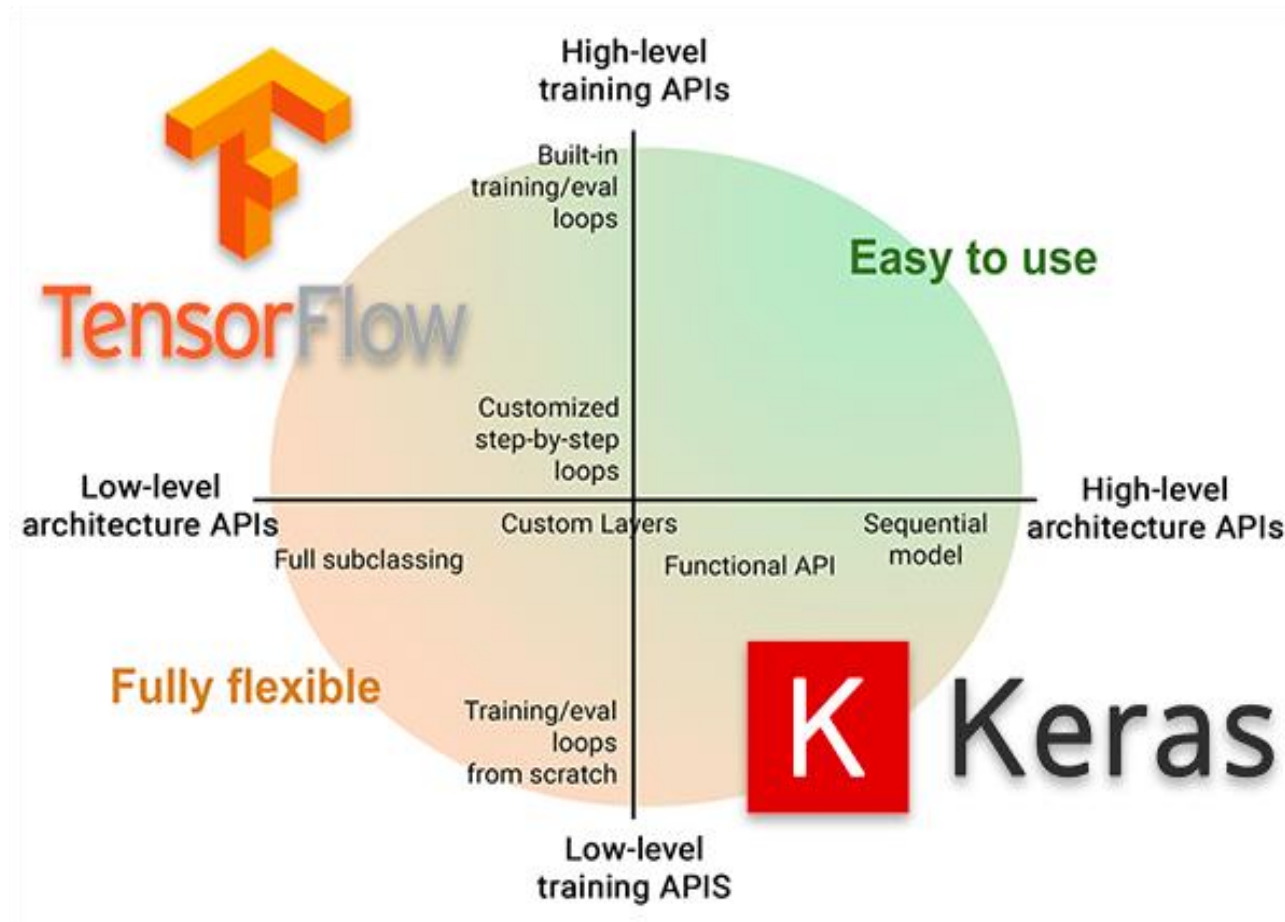 High-level
training APIs
Built-in
training/eval
loops
Easy to use
TensorFlow
Customized
step-by-step
loops
Low-level
architecture APIs
High-level
architecture APIs
Custom Layers
Sequential
model
Full subclassing
Functional API
Fully flexible
K Keras
Training/eval
loops
from scratch
Low-level
training APIS